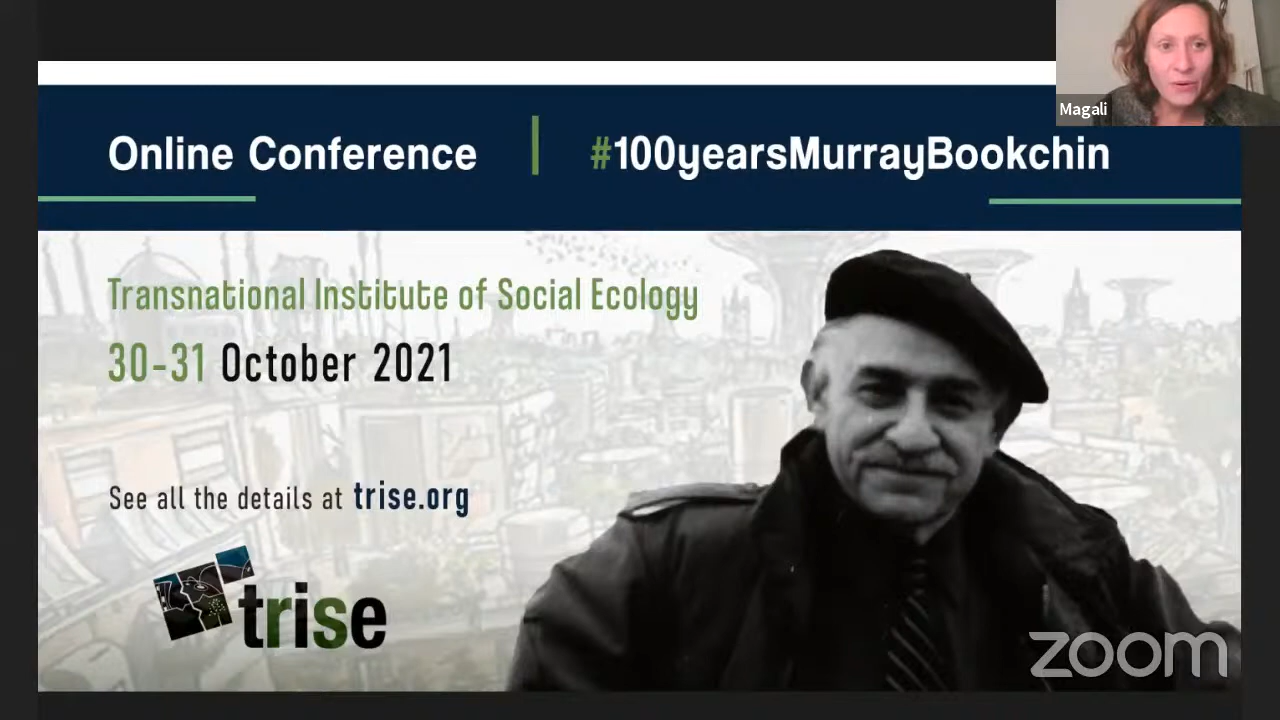 Magali
Online Conference
#100yearsMurrayBookchin
Transnational Institute of Social Ecology
30-31 October 2021
See all the details at trise.org
trise
zoom